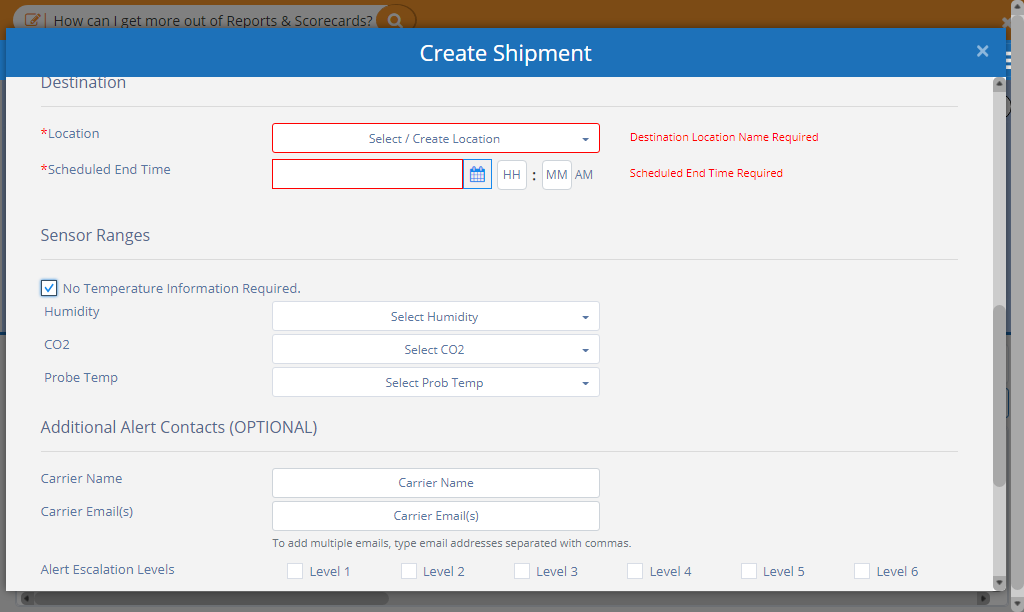 How can I get more out of Reports & Scorecards?
Create Shipment ×
Destination
*Location Select / Create Location Destination Location Name Required
*Scheduled End Time HH : MM AM Scheduled End Time Required
Sensor Ranges
No Temperature Information Required.
Humidity Select Humidity
CO2 Select CO2
Probe Temp Select Prob Temp
Additional Alert Contacts (OPTIONAL)
Carrier Name Carrier Name
Carrier Email(s) Carrier Email(s)
To add multiple emails, type email addresses separated with commas.
Alert Escalation Levels Level 1 Level 2 Level 3 Level 4 Level 5 Level 6